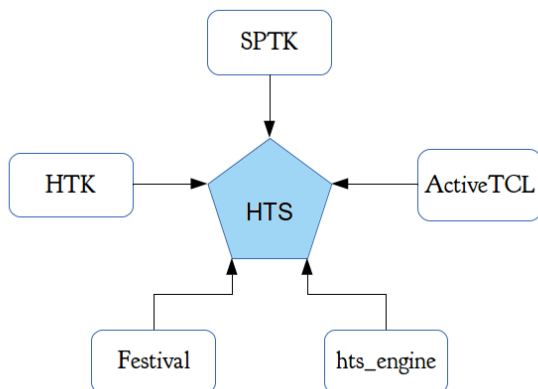 SPTK
HTK
ActiveTCL
HTS
Festival
hts_engine